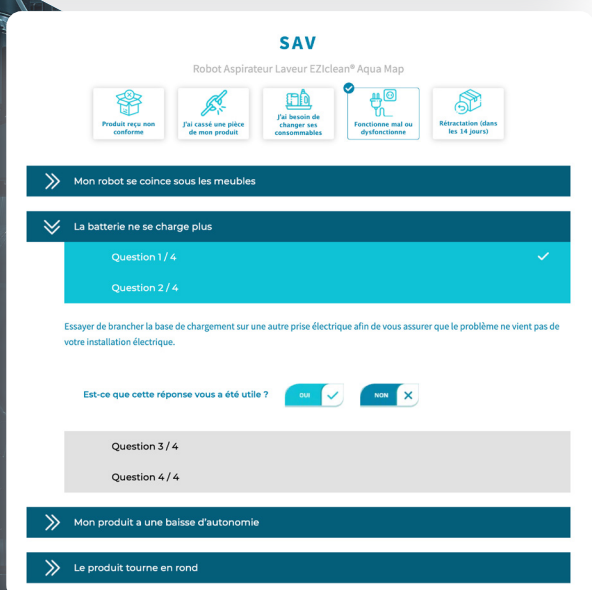 SAV
Robot Aspirateur Laveur EZIclean® Aqua Map
Produit reçu non
conforme
J'ai cassé une pièce
de mon produit
J'ai besoin de
changer ses
consommables
Fonctionne mal ou
dysfonctionne
Rétractation (dans
les 14 jours)
Mon robot se coince sous les meubles
La batterie ne se charge plus
Question 1 / 4
Question 2 / 4
Essayer de brancher la base de chargement sur une autre prise électrique afin de vous assurer que le problème ne vient pas de
votre installation électrique.
Est-ce que cette réponse vous a été utile ?
OUI
NON
Question 3 / 4
Question 4 / 4
Mon produit a une baisse d'autonomie
Le produit tourne en rond